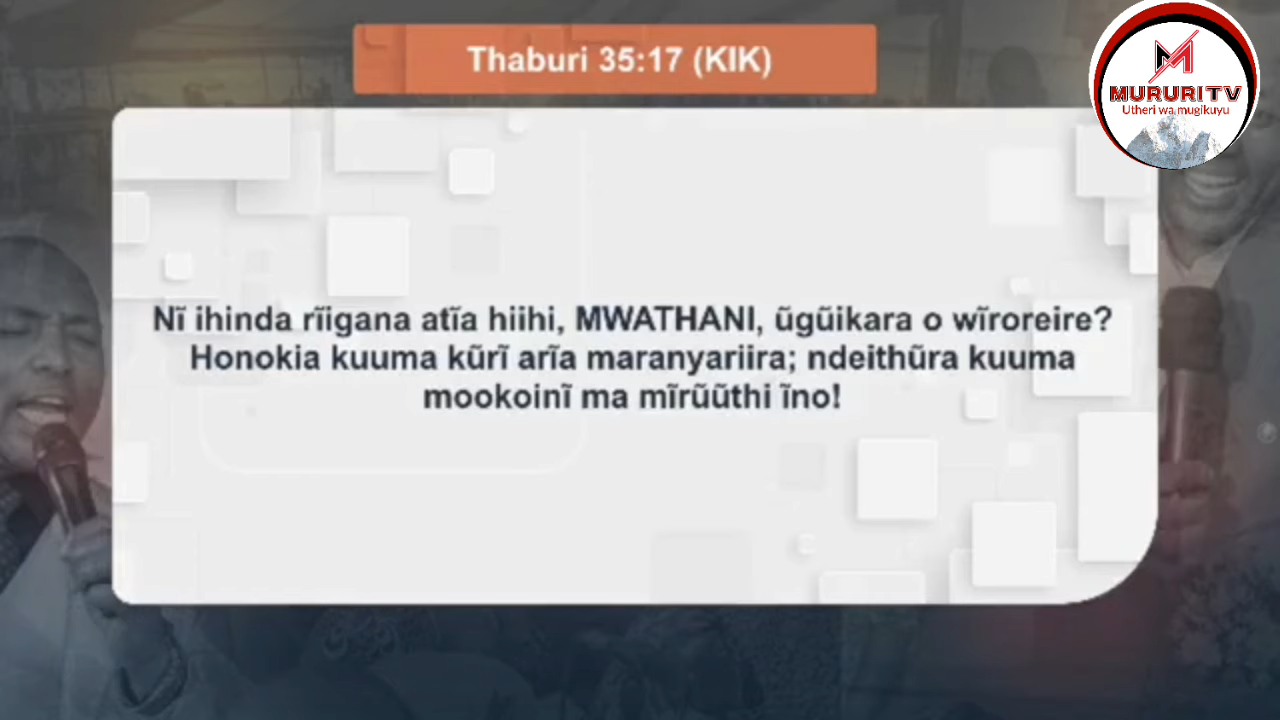 Thaburi 35:17 (KIK)
MURURI TV
Utheri wa mugikuyu
Nĩ ihinda rĩigana atĩa hiihi, MWATHANI, ũgũikara o wĩroreire?
Honokia kuuma kũrĩ arĩa maranyariira; ndeithũra kuuma
mookoinĩ ma mĩrũũthi ĩno!